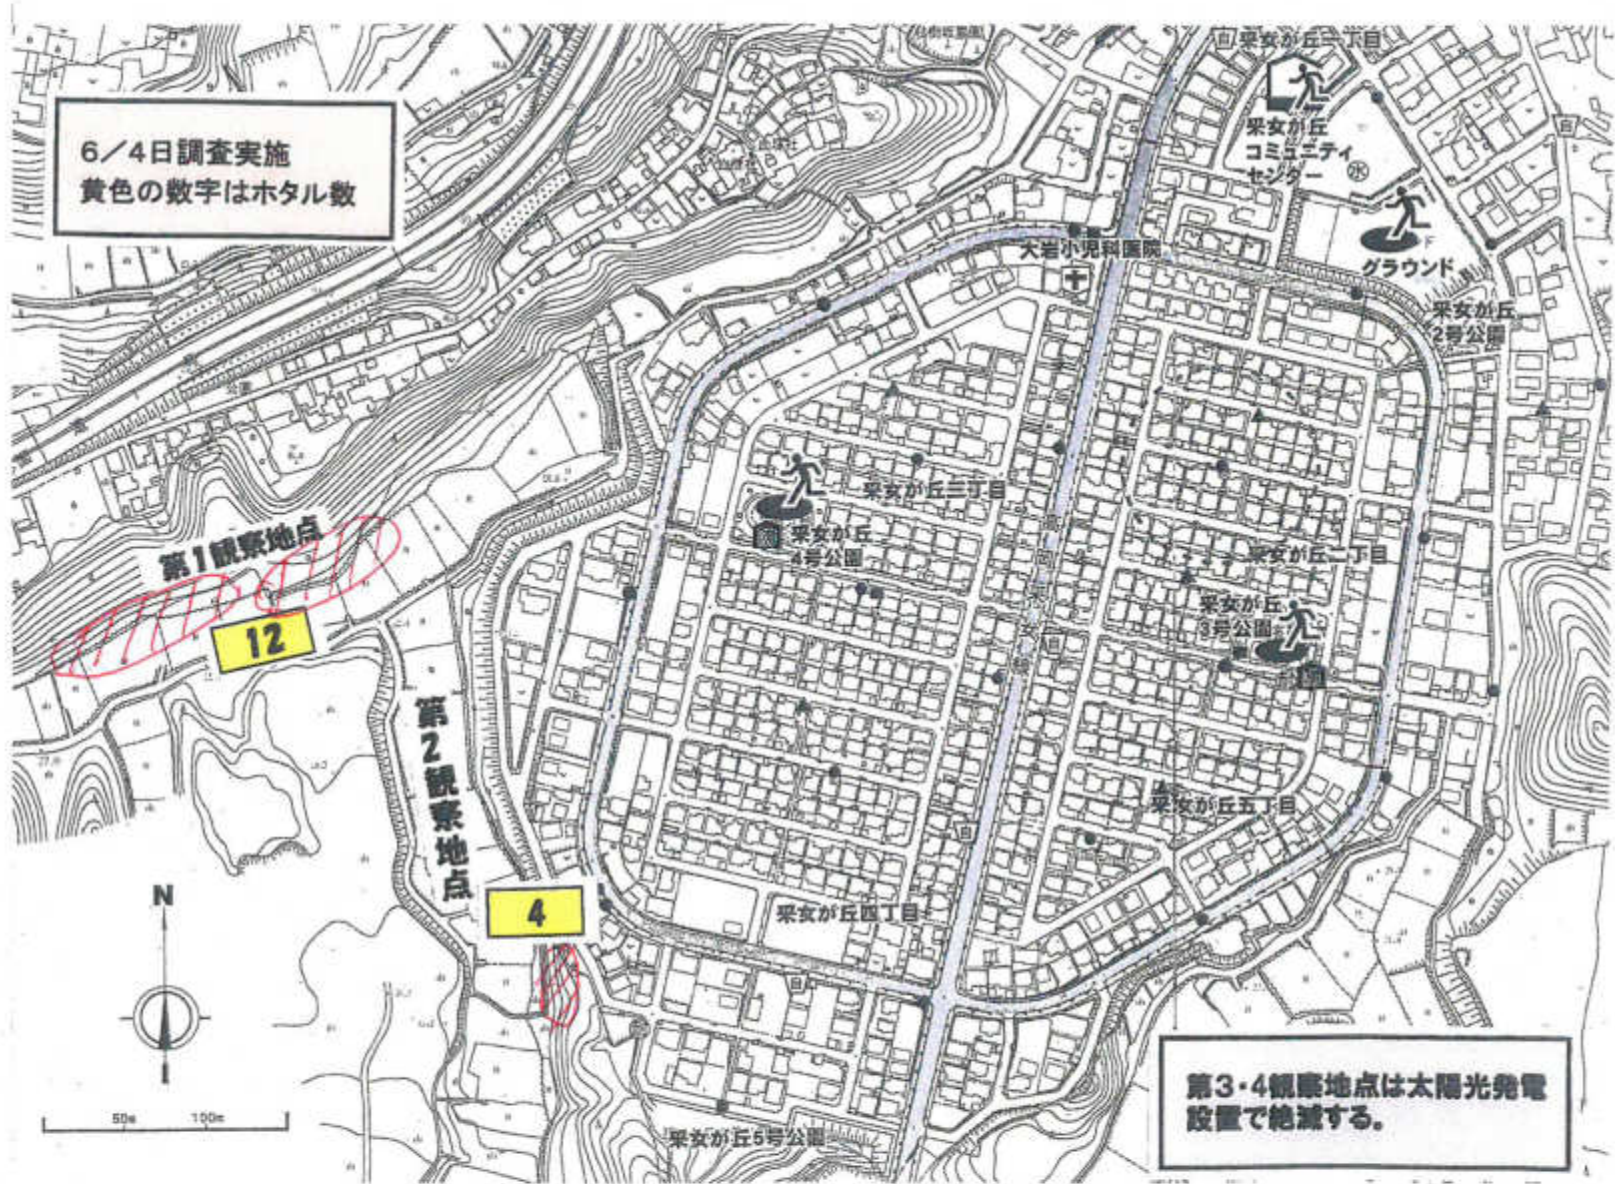 6/4日調査実施
黄色の数字はホタル数
采女が丘一丁目
采女が丘
コミュニティ
センター
水
グラウンド
大岩小児科医院
采女が丘
2号公園
采女が丘三丁目
采女が丘
4号公園
采女が丘二丁目
采女が丘
3号公園
第1観察地点
12
第2観察地点
采女が丘五丁目
4
采女が丘四丁目
N
50m 100m
第3・4観察地点は太陽光発電
設置で絶滅する。
采女が丘5号公園